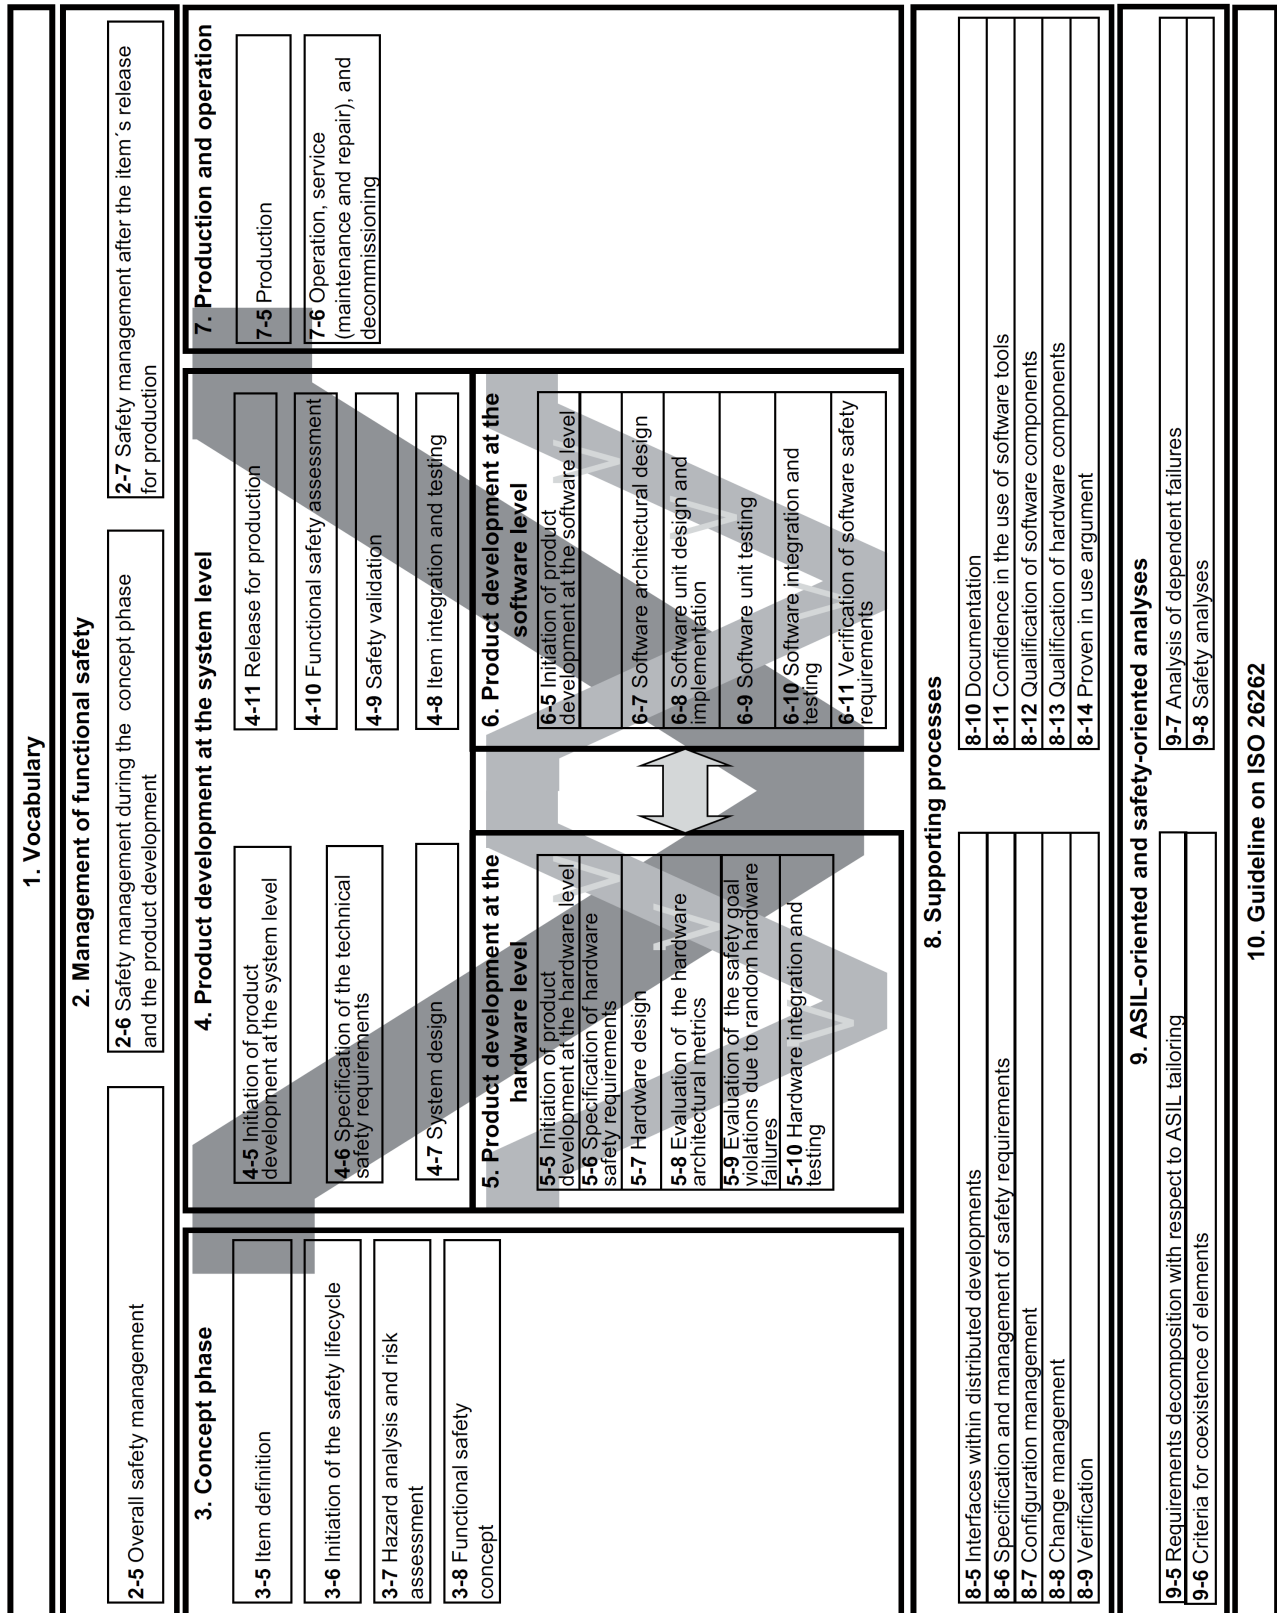 1. Vocabulary
2. Management of functional safety
2-5 Overall safety management
2-6 Safety management during the concept phase
and the product development
2-7 Safety management after the item´s release
for production
3. Concept phase
3-5 Item definition
3-6 Initiation of the safety lifecycle
3-7 Hazard analysis and risk
assessment
3-8 Functional safety
concept
4. Product development at the system level
4-5 Initiation of product
development at the system level
4-6 Specification of the technical
safety requirements
4-7 System design
4-11 Release for production
4-10 Functional safety assessment
4-9 Safety validation
4-8 Item integration and testing
7. Production and operation
7-5 Production
7-6 Operation, service
(maintenance and repair), and
decommissioning
5. Product development at the
hardware level
5-5 Initiation of product
development at the hardware level
5-6 Specification of hardware
safety requirements
5-7 Hardware design
5-8 Evaluation of the hardware
architectural metrics
5-9 Evaluation of the safety goal
violations due to random hardware
failures
5-10 Hardware integration and
testing
6. Product development at the
software level
6-5 Initiation of product
development at the software level
6-7 Software architectural design
6-8 Software unit design and
implementation
6-9 Software unit testing
6-10 Software integration and
testing
6-11 Verification of software safety
requirements
8. Supporting processes
8-5 Interfaces within distributed developments
8-6 Specification and management of safety requirements
8-7 Configuration management
8-8 Change management
8-9 Verification
8-10 Documentation
8-11 Confidence in the use of software tools
8-12 Qualification of software components
8-13 Qualification of hardware components
8-14 Proven in use argument
9. ASIL-oriented and safety-oriented analyses
9-5 Requirements decomposition with respect to ASIL tailoring
9-6 Criteria for coexistence of elements
9-7 Analysis of dependent failures
9-8 Safety analyses
10. Guideline on ISO 26262